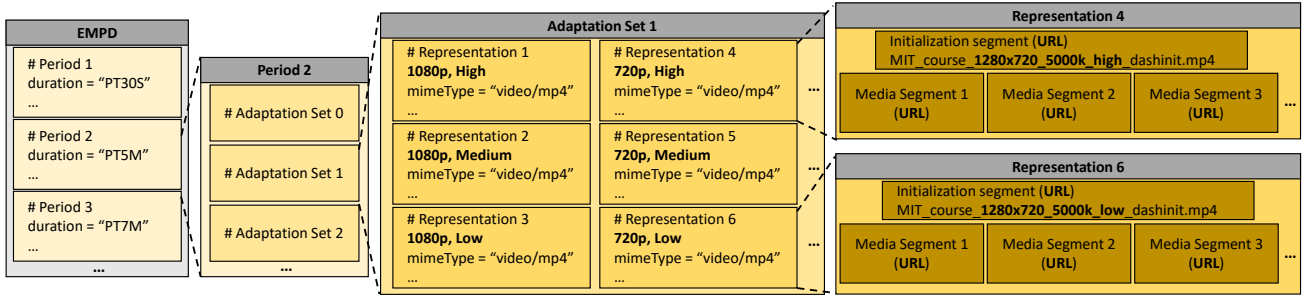 EMPD
# Period 1
duration = “PT30S”
...
# Period 2
duration = “PT5M”
...
# Period 3
duration = “PT7M”
...
...
Period 2
# Adaptation Set 0
# Adaptation Set 1
# Adaptation Set 2
...
Adaptation Set 1
# Representation 1
1080p, High
mimeType = “video/mp4”
...
# Representation 4
720p, High
mimeType = “video/mp4”
...
...
# Representation 2
1080p, Medium
mimeType = “video/mp4”
...
# Representation 5
720p, Medium
mimeType = “video/mp4”
...
...
# Representation 3
1080p, Low
mimeType = “video/mp4”
...
# Representation 6
720p, Low
mimeType = “video/mp4”
...
...
Representation 4
Initialization segment (URL)
MIT_course_1280x720_5000k_high_dashinit.mp4
Media Segment 1
(URL)
Media Segment 2
(URL)
Media Segment 3
(URL)
...
Representation 6
Initialization segment (URL)
MIT_course_1280x720_5000k_low_dashinit.mp4
Media Segment 1
(URL)
Media Segment 2
(URL)
Media Segment 3
(URL)
...